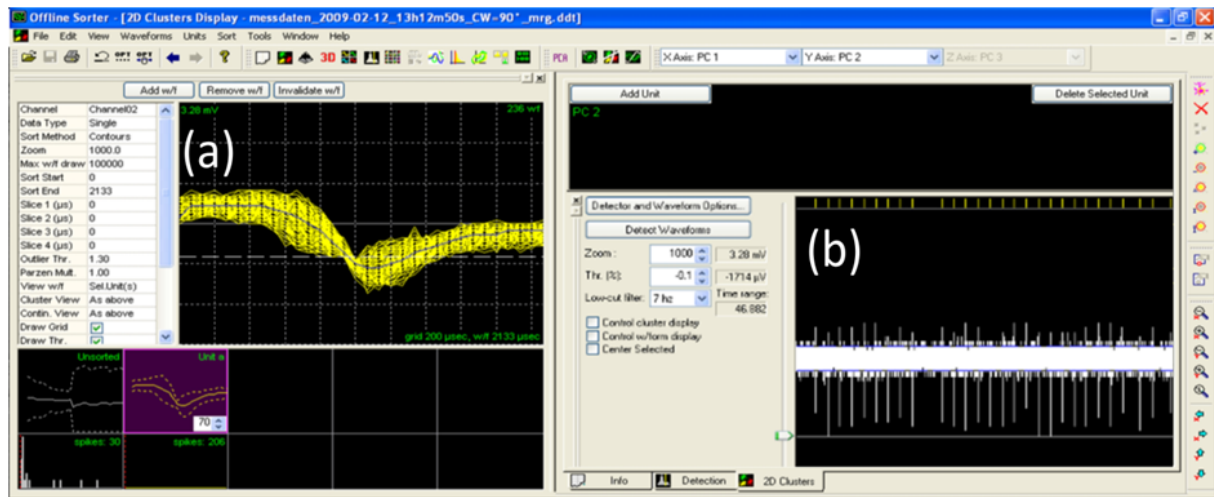 Offline Sorter - [2D Clusters Display - messdaten_2009-02-12_13h12m50s_CW=90°_mrg.ddt]
File Edit View Waveforms Units Sort Tools Window Help
3D PCA X Axis: PC 1 Y Axis: PC 2 Z Axis: PC 3
Add w/f Remove w/f Invalidate w/f
Channel Channel02
Data Type Single
Sort Method Contours
Zoom 1000.0
Max w/f draw 100000
Sort Start 0
Sort End 2133
Slice 1 (µs) 0
Slice 2 (µs) 0
Slice 3 (µs) 0
Slice 4 (µs) 0
Outlier Thr. 1.30
Parzen Mult. 1.00
View w/f Sel.Unit(s)
Cluster View As above
Contin. View As above
Draw Grid
Draw Thr.
3.28 mV 236 wf
(a)
grid 200 µsec, w/f 2133 µsec
Unsorted Unit a
70
spikes: 30 spikes: 206
Add Unit Delete Selected Unit
PC 2
Detector and Waveform Options...
Detect Waveforms
Zoom: 1000 3.28 mV
Thr. (%): -0.1 -1714 µV
Low-cut filter: 7 hz Time range:
46.882
Control cluster display
Control w/form display
Center Selected
(b)
Info Detection 2D Clusters